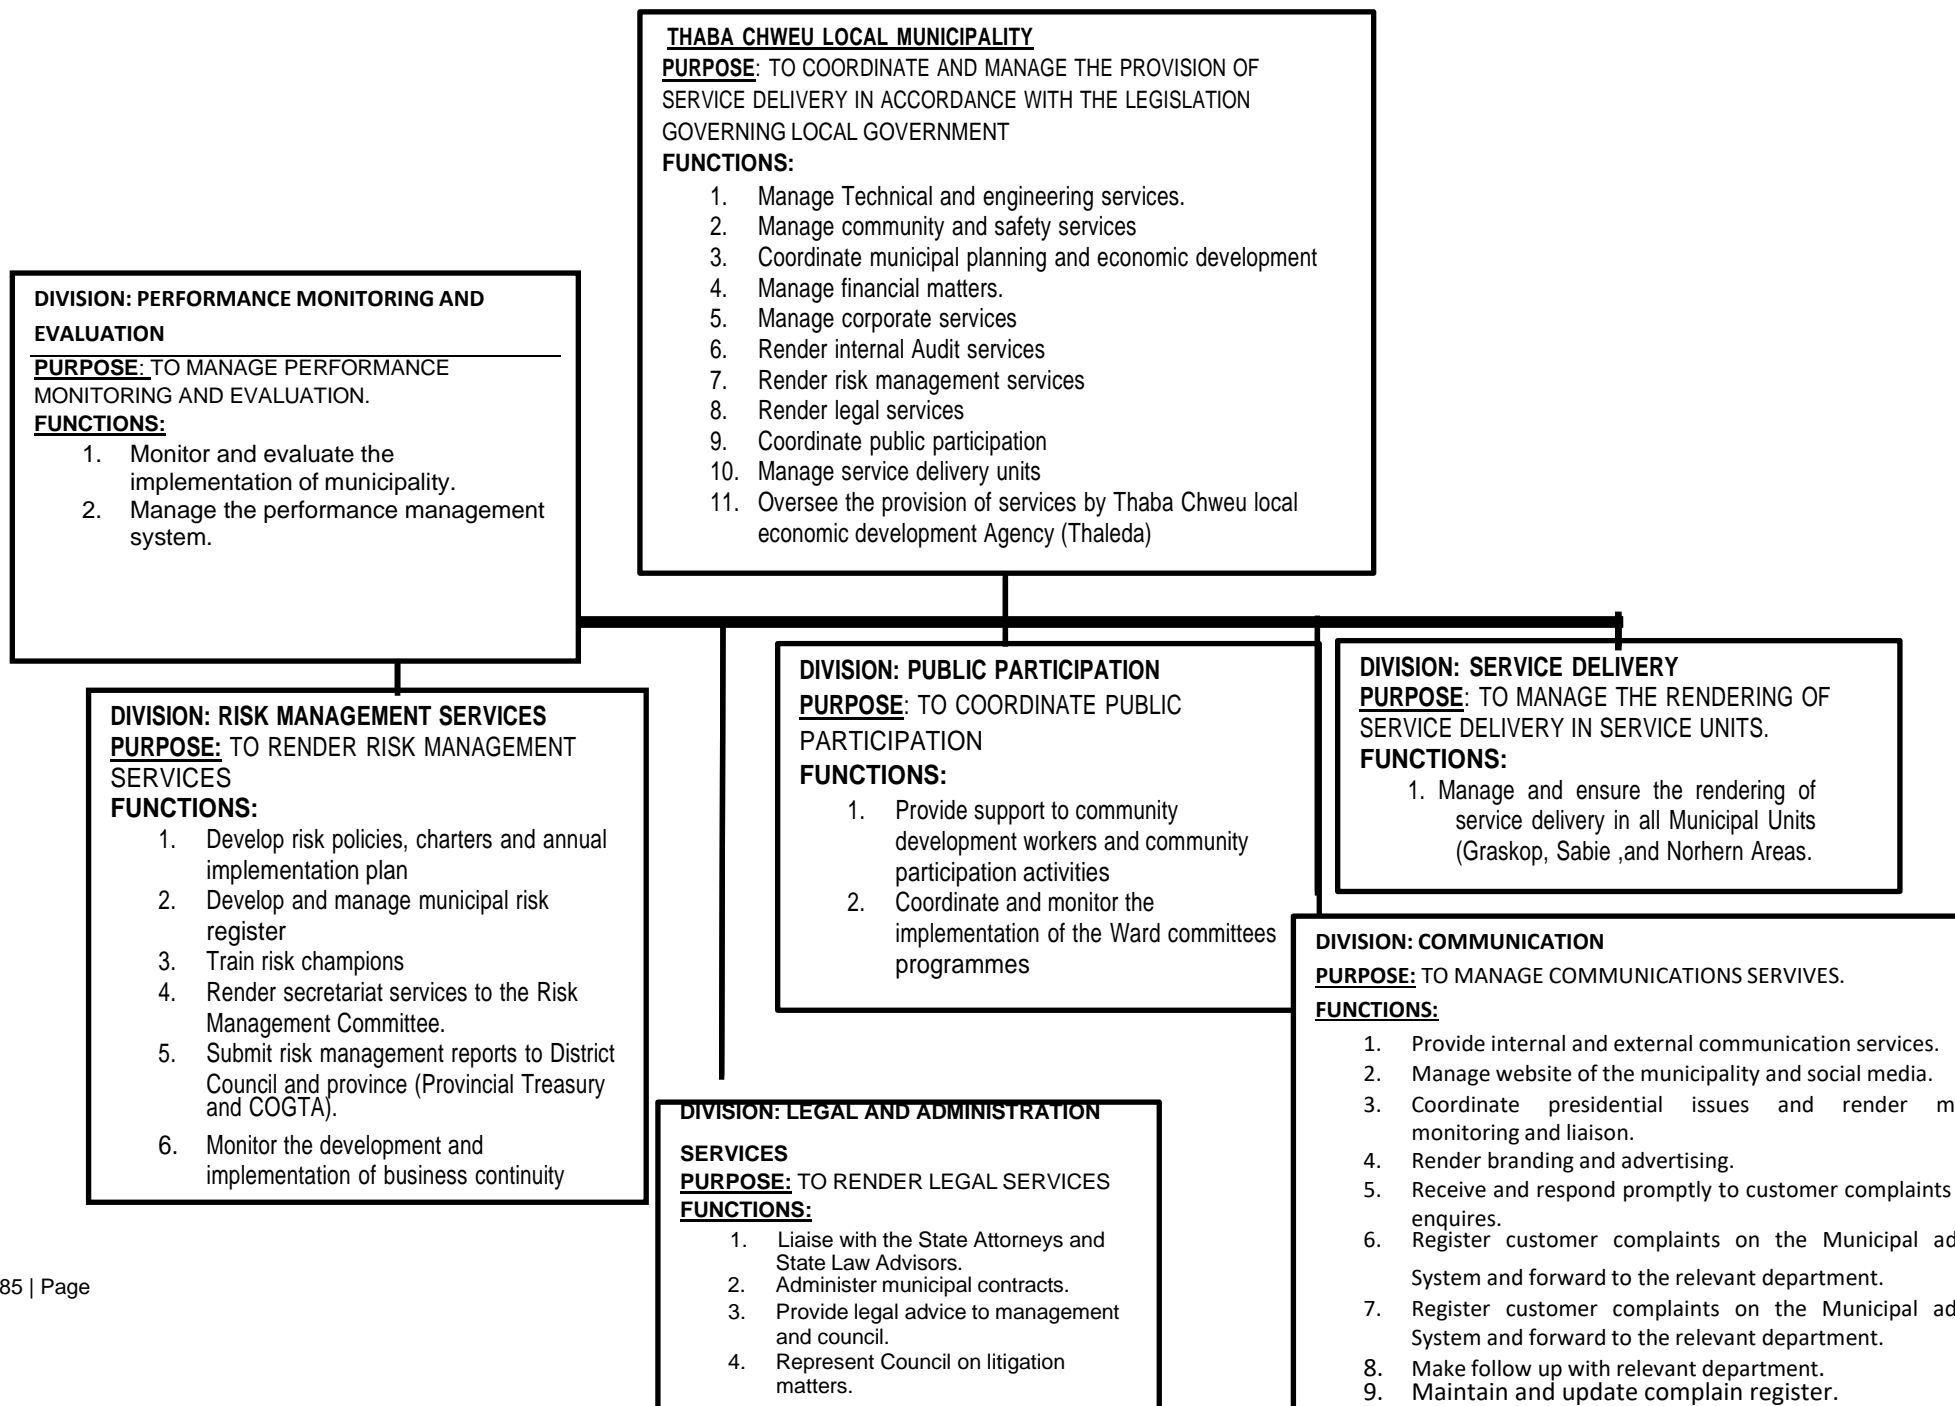 THABA CHWEU LOCAL MUNICIPALITY
PURPOSE: TO COORDINATE AND MANAGE THE PROVISION OF
SERVICE DELIVERY IN ACCORDANCE WITH THE LEGISLATION
GOVERNING LOCAL GOVERNMENT
FUNCTIONS:
1. Manage Technical and engineering services.
2. Manage community and safety services
3. Coordinate municipal planning and economic development
4. Manage financial matters.
5. Manage corporate services
6. Render internal Audit services
7. Render risk management services
8. Render legal services
9. Coordinate public participation
10. Manage service delivery units
11. Oversee the provision of services by Thaba Chweu local
economic development Agency (Thaleda)
DIVISION: PERFORMANCE MONITORING AND
EVALUATION
PURPOSE: TO MANAGE PERFORMANCE
MONITORING AND EVALUATION.
FUNCTIONS:
1. Monitor and evaluate the
implementation of municipality.
2. Manage the performance management
system.
DIVISION: RISK MANAGEMENT SERVICES
PURPOSE: TO RENDER RISK MANAGEMENT
SERVICES
FUNCTIONS:
1. Develop risk policies, charters and annual
implementation plan
2. Develop and manage municipal risk
register
3. Train risk champions
4. Render secretariat services to the Risk
Management Committee.
5. Submit risk management reports to District
Council and province (Provincial Treasury
and COGTA).
6. Monitor the development and
implementation of business continuity
DIVISION: PUBLIC PARTICIPATION
PURPOSE: TO COORDINATE PUBLIC
PARTICIPATION
FUNCTIONS:
1. Provide support to community
development workers and community
participation activities
2. Coordinate and monitor the
implementation of the Ward committees
programmes
DIVISION: SERVICE DELIVERY
PURPOSE: TO MANAGE THE RENDERING OF
SERVICE DELIVERY IN SERVICE UNITS.
FUNCTIONS:
1. Manage and ensure the rendering of
service delivery in all Municipal Units
(Graskop, Sabie ,and Norhern Areas.
DIVISION: LEGAL AND ADMINISTRATION
SERVICES
PURPOSE: TO RENDER LEGAL SERVICES
FUNCTIONS:
1. Liaise with the State Attorneys and
State Law Advisors.
2. Administer municipal contracts.
3. Provide legal advice to management
and council.
4. Represent Council on litigation
matters.
DIVISION: COMMUNICATION
PURPOSE: TO MANAGE COMMUNICATIONS SERVIVES.
FUNCTIONS:
1. Provide internal and external communication services.
2. Manage website of the municipality and social media.
3. Coordinate presidential issues and render
monitoring and liaison.
4. Render branding and advertising.
5. Receive and respond promptly to customer complaints
enquires.
6. Register customer complaints on the Municipal
System and forward to the relevant department.
7. Register customer complaints on the Municipal
System and forward to the relevant department.
8. Make follow up with relevant department.
9. Maintain and update complain register.
85 | Page